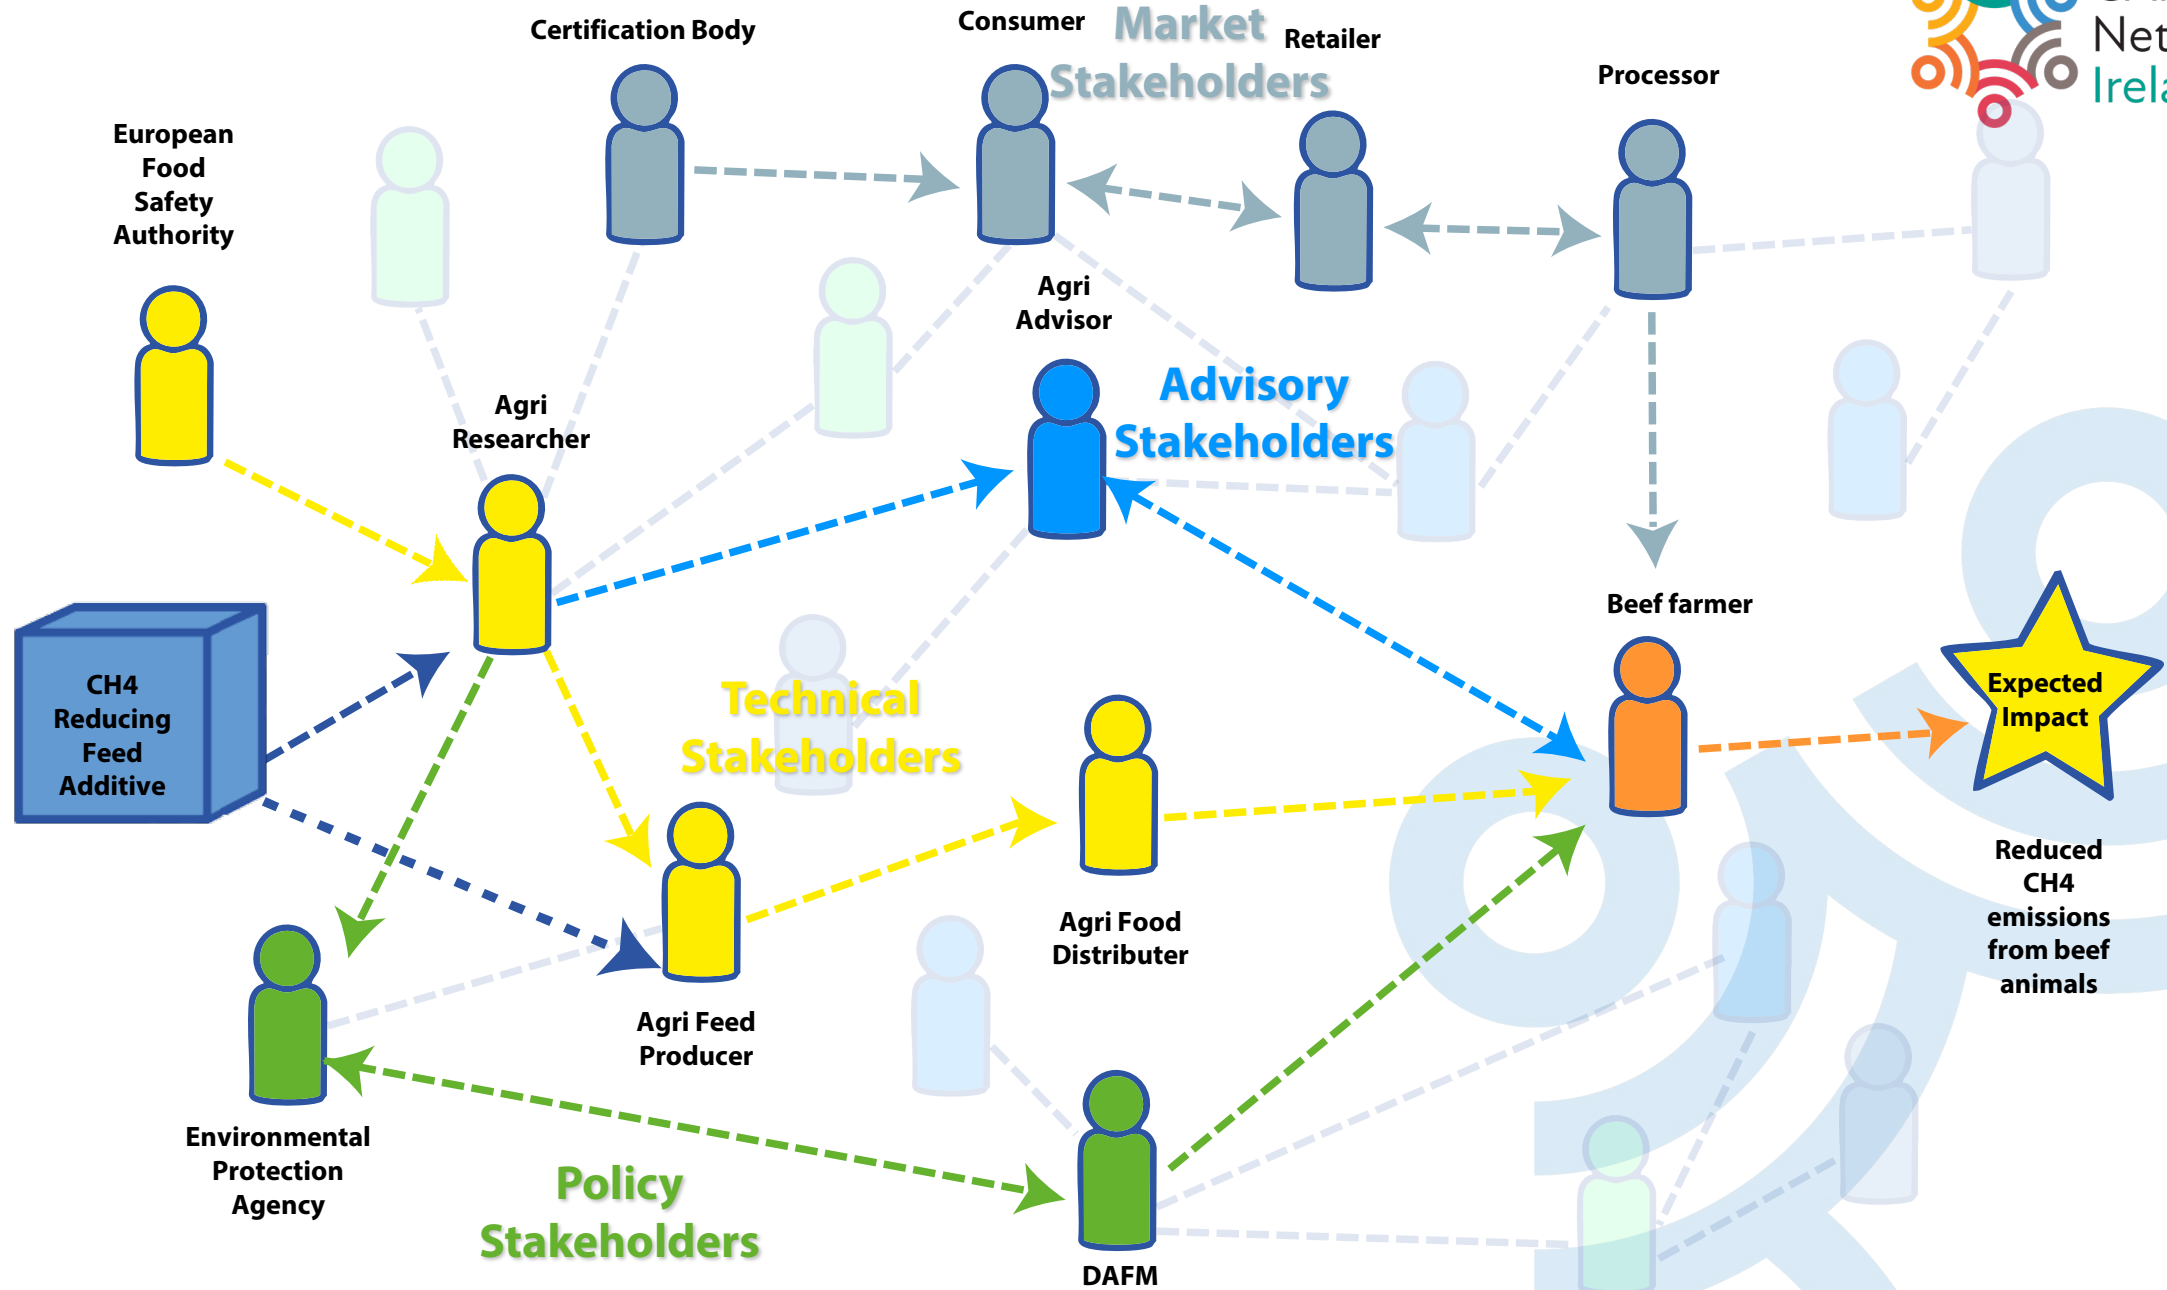 Certification Body
Consumer
Market
Stakeholders
Retailer
Processor
Net
Irela
European
Food
Safety
Authority
Agri
Advisor
Advisory
Stakeholders
Agri
Researcher
Beef farmer
CH4
Reducing
Feed
Additive
Technical
Stakeholders
Expected
Impact
Reduced
CH4
emissions
from beef
animals
Agri Food
Distributer
Agri Feed
Producer
Environmental
Protection
Agency
Policy
Stakeholders
DAFM